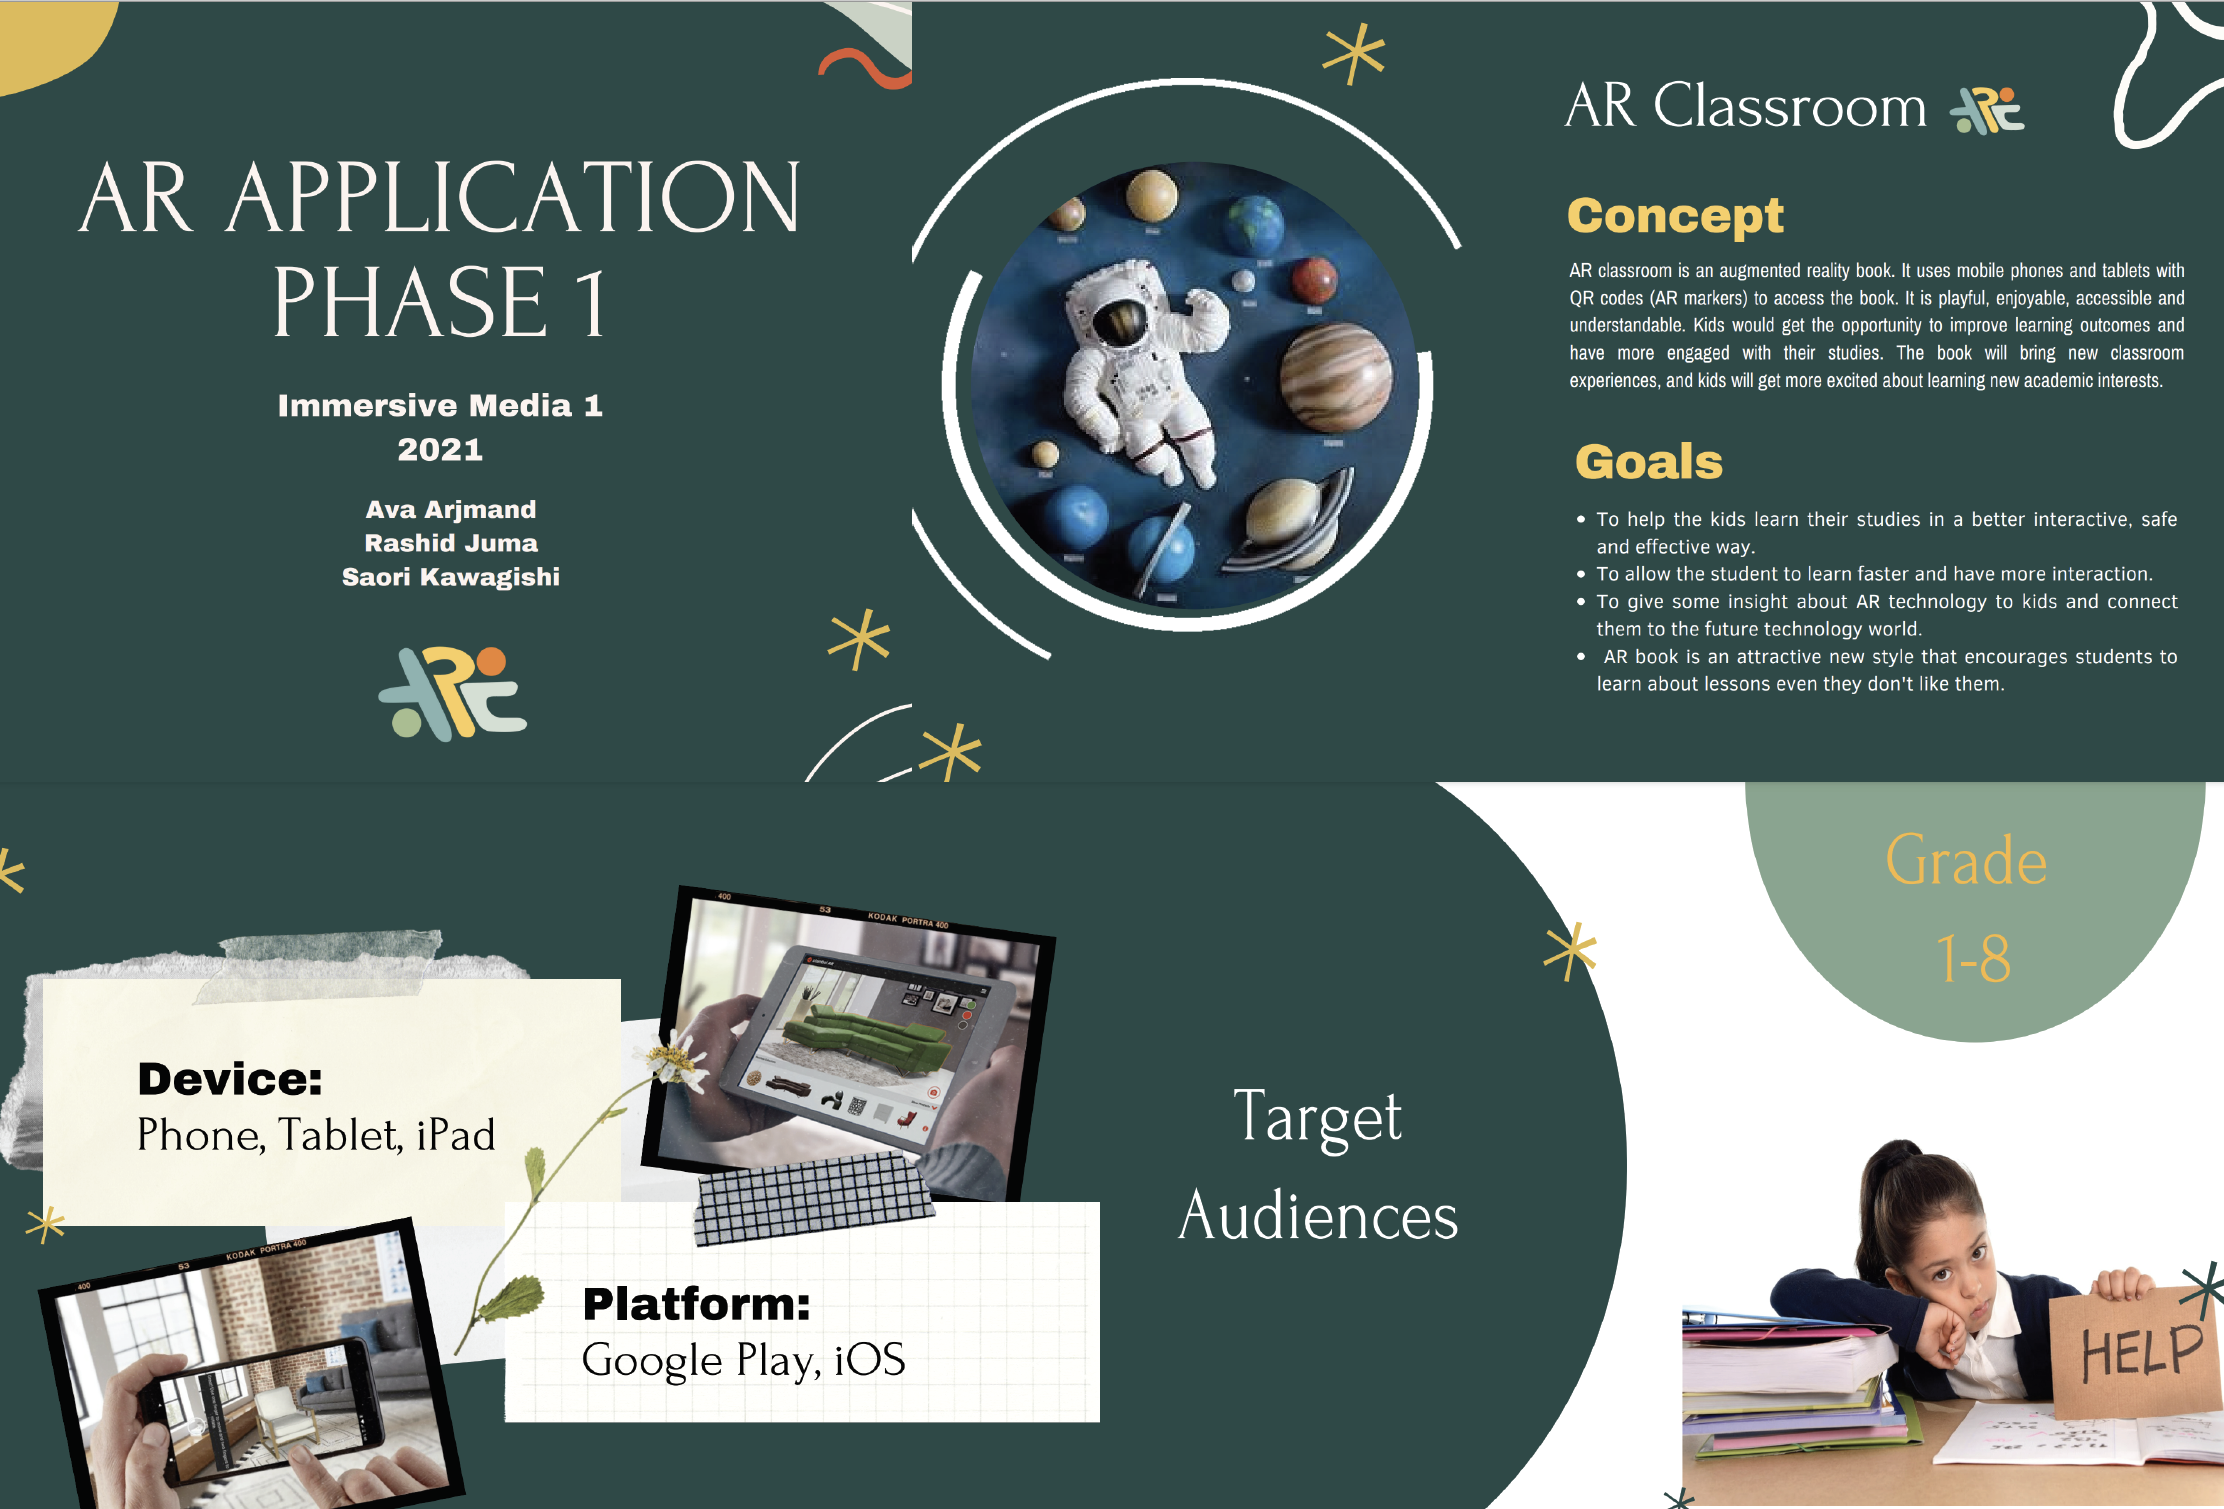 AR APPLICATION
PHASE 1
Immersive Media 1
2021
Ava Arjmand
Rashid Juma
Saori Kawagishi
ARC
AR Classroom
ARC
Concept
AR classroom is an augmented reality book. It uses mobile phones and tablets with
QR codes (AR markers) to access the book. It is playful, enjoyable, accessible and
understandable. Kids would get the opportunity to improve learning outcomes and
have more engaged with their studies. The book will bring new classroom
experiences, and kids will get more excited about learning new academic interests.
Goals
• To help the kids learn their studies in a better interactive, safe
and effective way.
• To allow the student to learn faster and have more interaction.
• To give some insight about AR technology to kids and connect
them to the future technology world.
• AR book is an attractive new style that encourages students to
learn about lessons even they don't like them.
Device:
Phone, Tablet, iPad
400 53 KODAK PORTRA 400
400 53 KODAK PORTRA 400
Platform:
Google Play, iOS
Target
Audiences
Grade
1-8
HELP